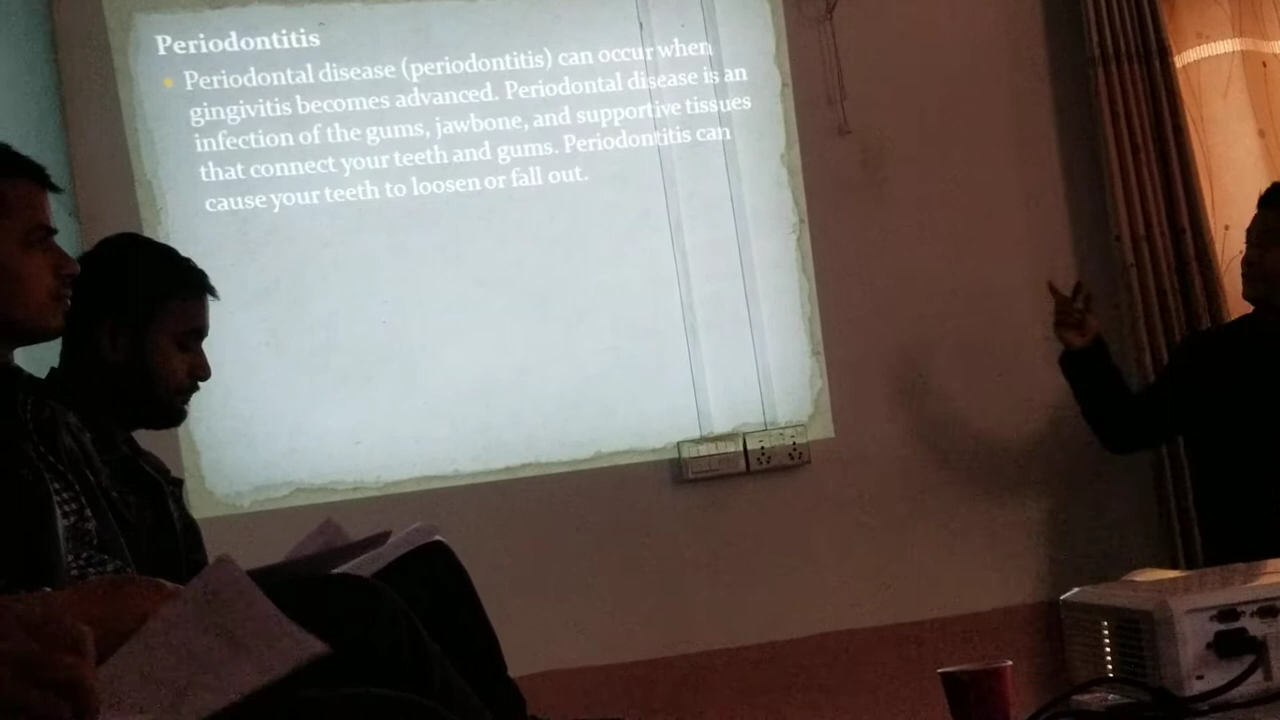 Periodontitis
Periodontal disease (periodontitis) can occur when
gingivitis becomes advanced. Periodontal disease is an
infection of the gums, jawbone, and supportive tissues
that connect your teeth and gums. Periodontitis can
cause your teeth to loosen or fall out.